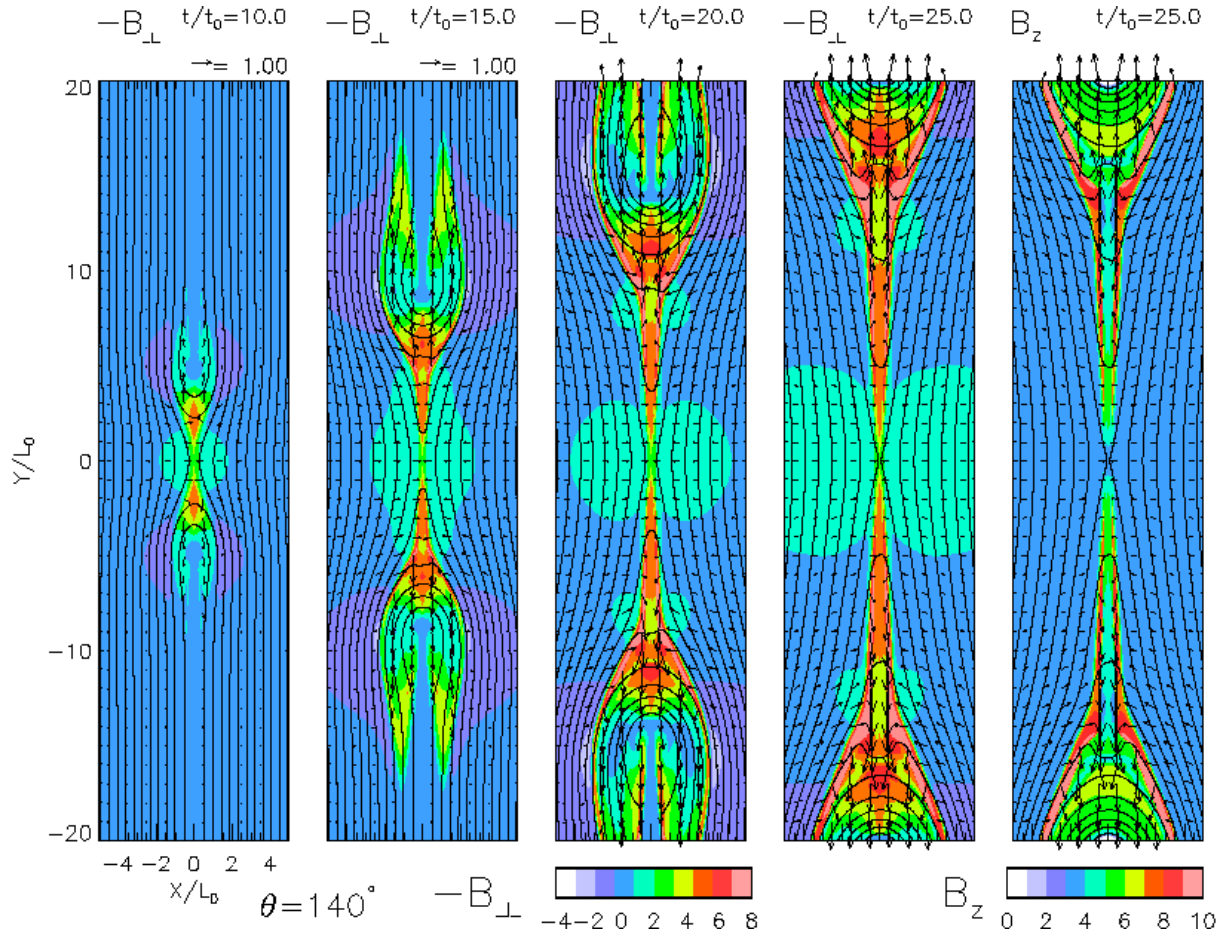 −B⊥ t/t₀=10.0
−B⊥ t/t₀=15.0
−B⊥ t/t₀=20.0
−B⊥ t/t₀=25.0
B_z t/t₀=25.0
→= 1.00
→= 1.00
20
10
0
−10
−20
Y/L₀
−4 −2 0 2 4
X/L₀
θ=140°
−B⊥
−4−2 0 2 4 6 8
B_z
0 2 4 6 8 10